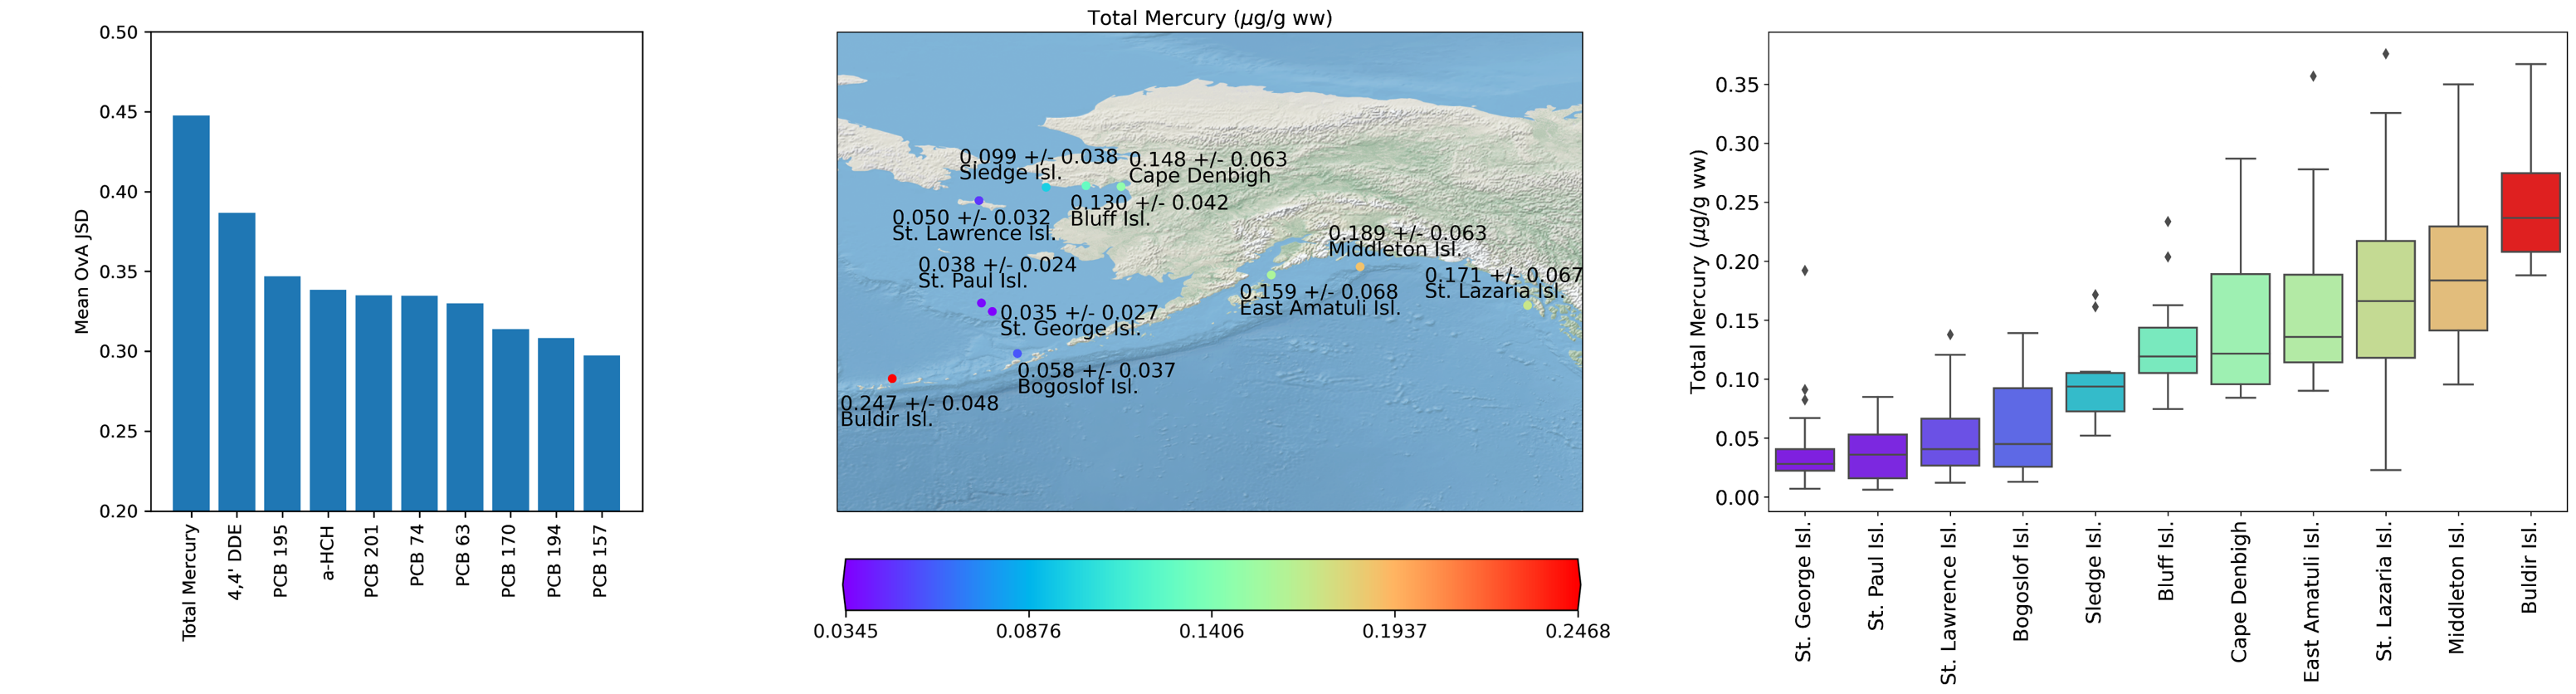 0.50
0.45
0.40
0.35
0.30
0.25
0.20
Mean OvA JSD
Total Mercury
4,4' DDE
PCB 195
a-HCH
PCB 201
PCB 74
PCB 63
PCB 170
PCB 194
PCB 157
Total Mercury (μg/g ww)
0.099 +/- 0.038
Sledge Isl.
0.148 +/- 0.063
Cape Denbigh
0.130 +/- 0.042
Bluff Isl.
0.050 +/- 0.032
St. Lawrence Isl.
0.189 +/- 0.063
Middleton Isl.
0.038 +/- 0.024
St. Paul Isl.
0.171 +/- 0.067
St. Lazaria Isl.
0.159 +/- 0.068
East Amatuli Isl.
0.035 +/- 0.027
St. George Isl.
0.058 +/- 0.037
Bogoslof Isl.
0.247 +/- 0.048
Buldir Isl.
0.0345
0.0876
0.1406
0.1937
0.2468
Total Mercury (μg/g ww)
0.35
0.30
0.25
0.20
0.15
0.10
0.05
0.00
St. George Isl.
St. Paul Isl.
St. Lawrence Isl.
Bogoslof Isl.
Sledge Isl.
Bluff Isl.
Cape Denbigh
East Amatuli Isl.
St. Lazaria Isl.
Middleton Isl.
Buldir Isl.